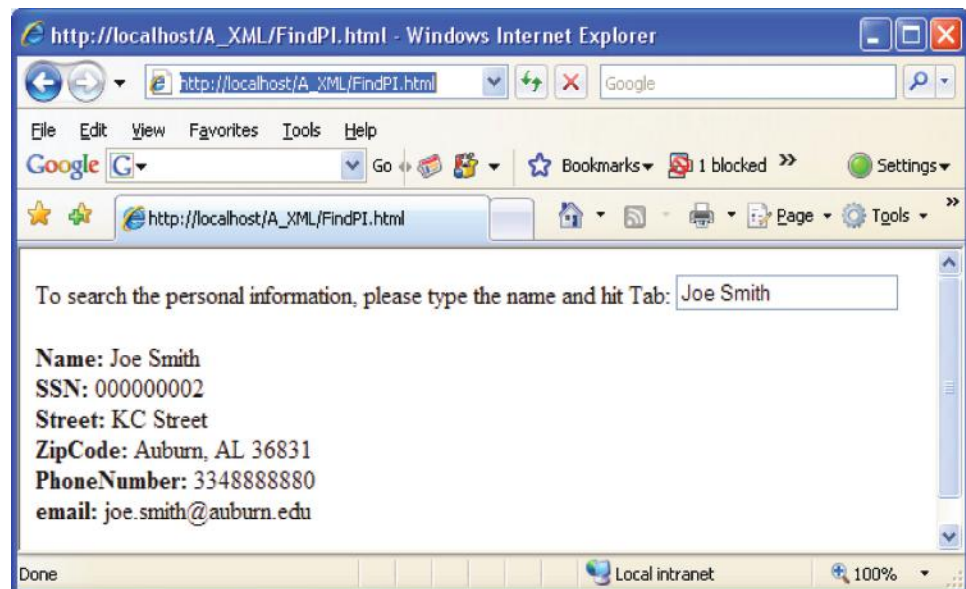 http://localhost/A_XML/FindPI.html - Windows Internet Explorer
http://localhost/A_XML/FindPI.html Google
File Edit View Favorites Tools Help
Google G Go Bookmarks 1 blocked » Settings
http://localhost/A_XML/FindPI.html Page Tools »
To search the personal information, please type the name and hit Tab: Joe Smith
Name: Joe Smith
SSN: 000000002
Street: KC Street
ZipCode: Auburn, AL 36831
PhoneNumber: 3348888880
email: joe.smith@auburn.edu
Done Local intranet 100%